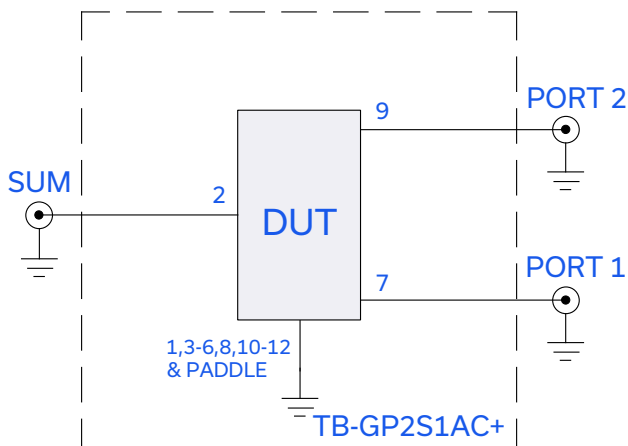 PORT 2
9
SUM
2
DUT
PORT 1
7
1,3-6,8,10-12
& PADDLE
TB-GP2S1AC+